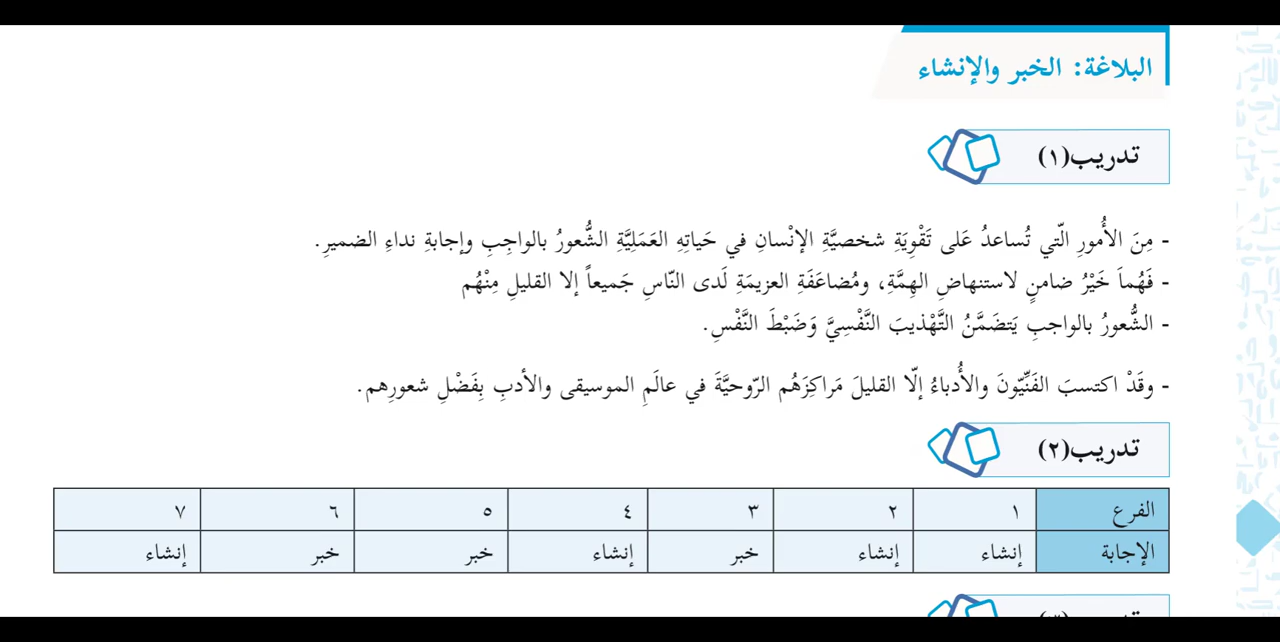 البلاغة: الخبر والإنشاء
تدريب(١)
- مِنَ الأُمورِ الّتي تُساعدُ عَلى تَقْوِيَةِ شخصيَّةِ الإنْسانِ في حَياتِهِ العَمَلِيَّةِ الشُّعورُ بالواجِبِ وإجابةِ نداءِ الضميرِ.
- فَهُماَ خَيْرُ ضامنٍ لاستنهاضِ الهِمَّةِ، ومُضاعَفَةِ العزيمَةِ لَدى النّاسِ جَميعاً إلا القليلِ مِنْهُم
- الشُّعورُ بالواجبِ يَتضَمَّنُ التَّهْذيبَ النَّفْسِيَّ وَضَبْطَ النَّفْسِ.
- وقَدْ اكتسبَ الفَنِّيّونَ والأُدباءُ إلّا القليلَ مَراكِزَهُم الرّوحيَّةَ في عالَمِ الموسيقى والأدبِ بِفَضْلِ شعورِهم.
تدريب(٢)
الفرع ١ ٢ ٣ ٤ ٥ ٦ ٧
الإجابة إنشاء إنشاء خبر إنشاء خبر خبر إنشاء